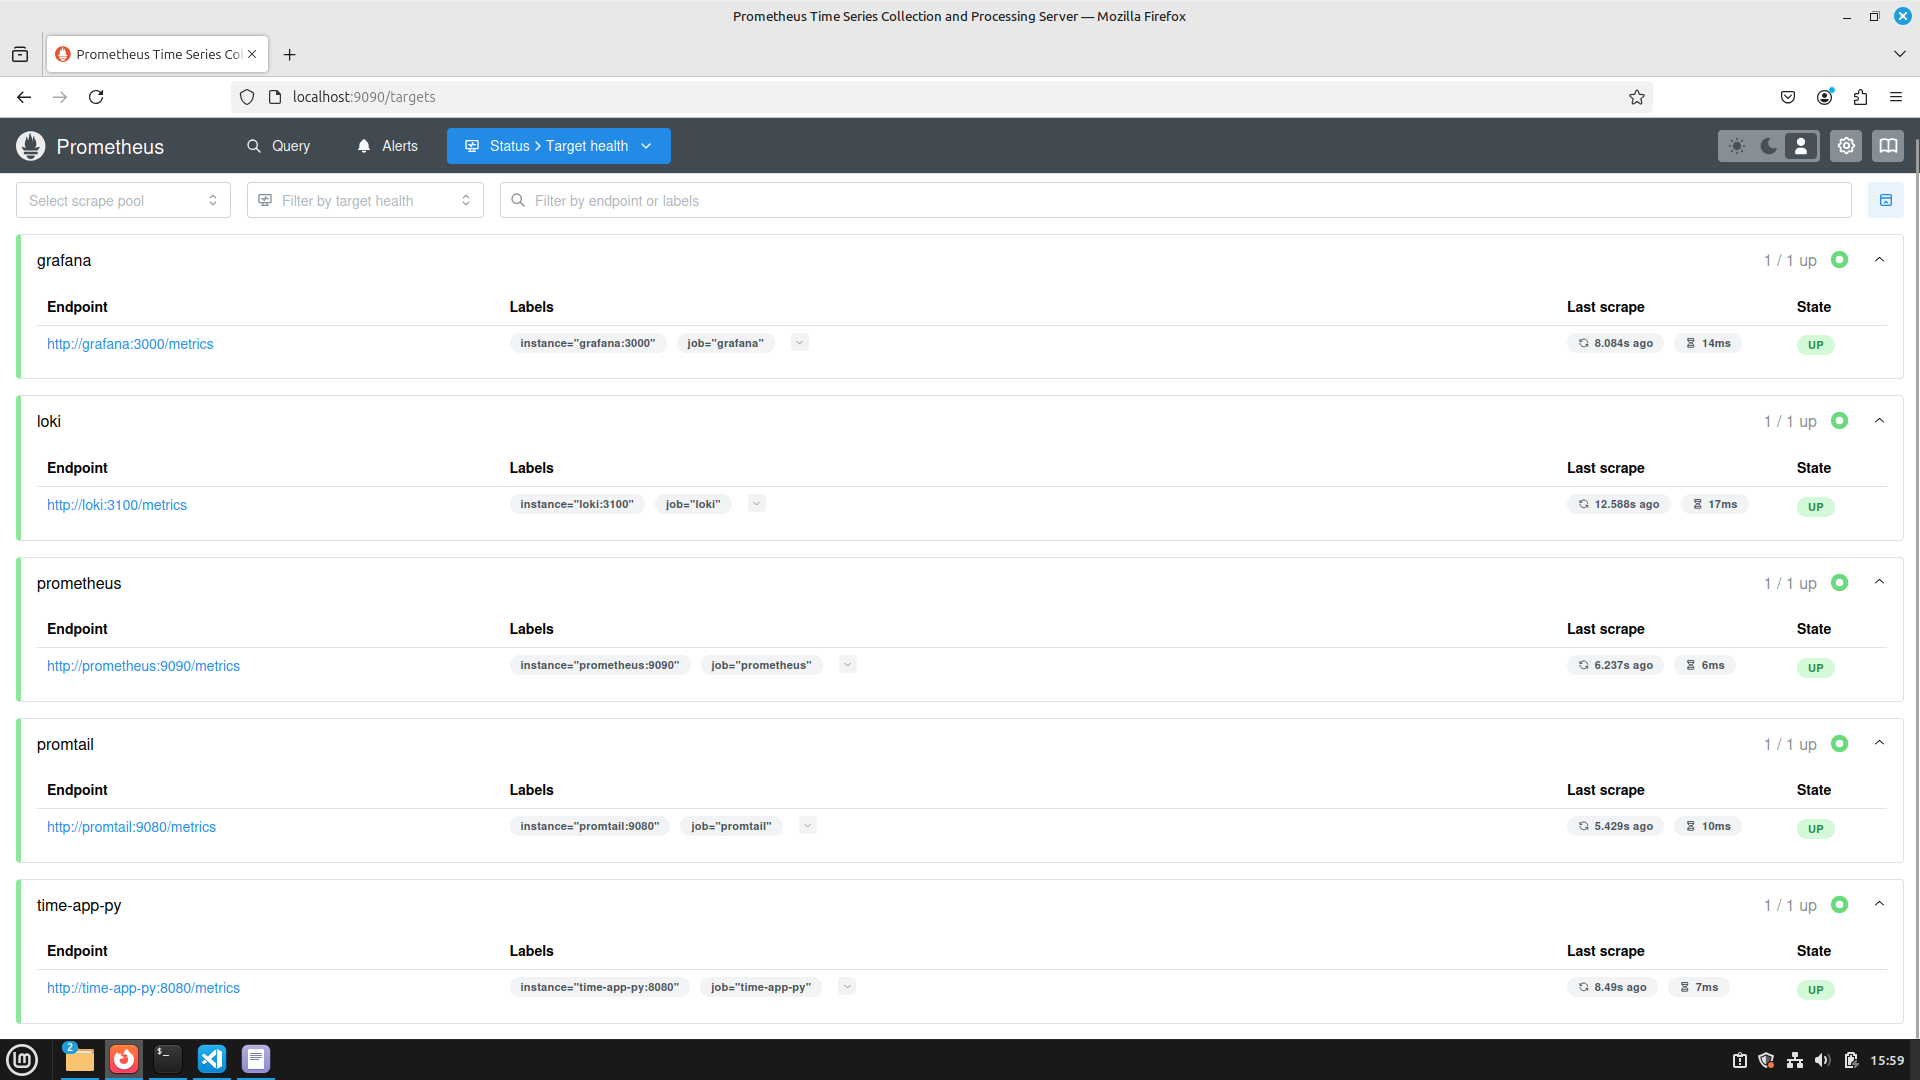 Prometheus Time Series Collection and Processing Server — Mozilla Firefox
Prometheus Time Series Col
localhost:9090/targets
Prometheus
Query
Alerts
Status > Target health
Select scrape pool
Filter by target health
Filter by endpoint or labels
grafana
1 / 1 up
Endpoint Labels Last scrape State
http://grafana:3000/metrics instance="grafana:3000" job="grafana" 8.084s ago 14ms UP
loki
1 / 1 up
Endpoint Labels Last scrape State
http://loki:3100/metrics instance="loki:3100" job="loki" 12.588s ago 17ms UP
prometheus
1 / 1 up
Endpoint Labels Last scrape State
http://prometheus:9090/metrics instance="prometheus:9090" job="prometheus" 6.237s ago 6ms UP
promtail
1 / 1 up
Endpoint Labels Last scrape State
http://promtail:9080/metrics instance="promtail:9080" job="promtail" 5.429s ago 10ms UP
time-app-py
1 / 1 up
Endpoint Labels Last scrape State
http://time-app-py:8080/metrics instance="time-app-py:8080" job="time-app-py" 8.49s ago 7ms UP
2
$_
15:59